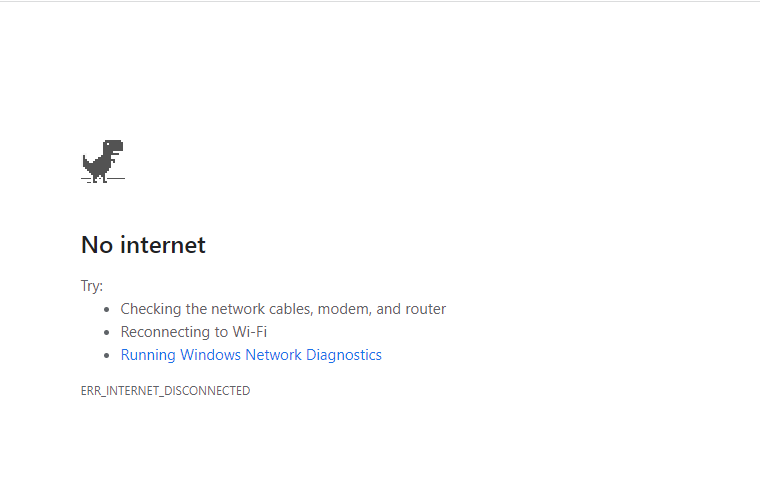 No internet
Try:
• Checking the network cables, modem, and router
• Reconnecting to Wi-Fi
• Running Windows Network Diagnostics
ERR_INTERNET_DISCONNECTED